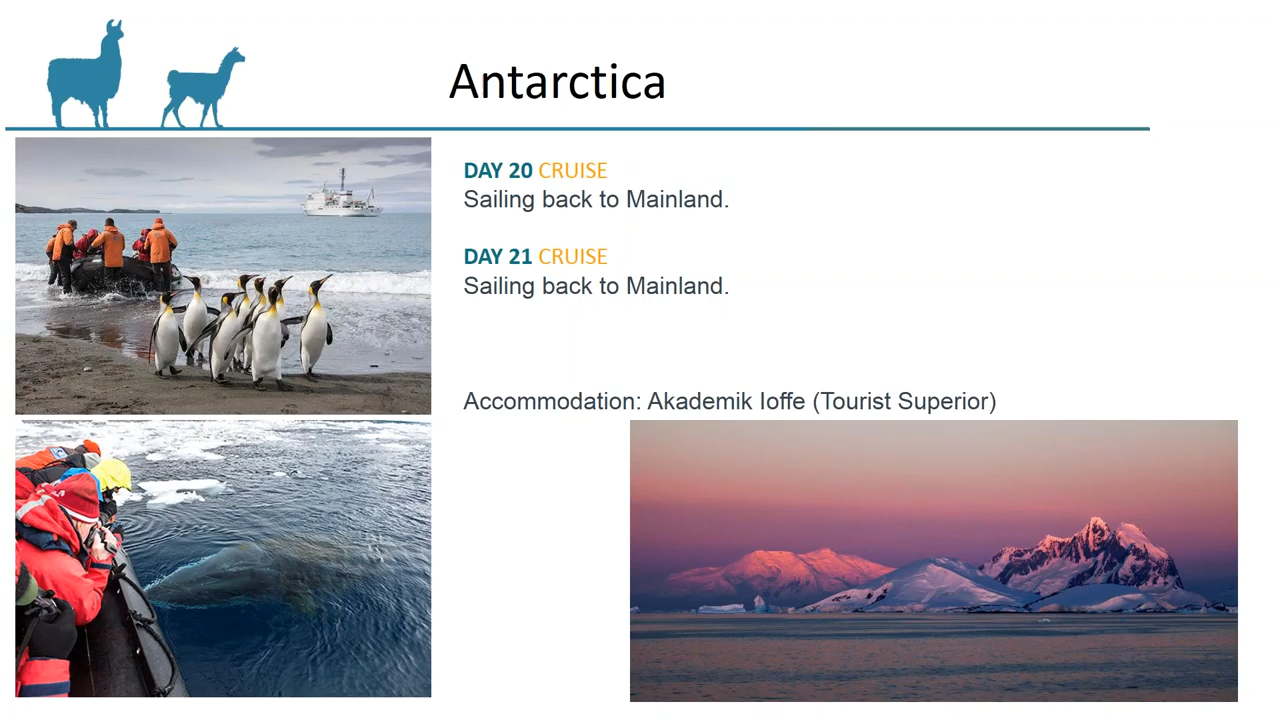 Antarctica
DAY 20 CRUISE
Sailing back to Mainland.
DAY 21 CRUISE
Sailing back to Mainland.
Accommodation: Akademik Ioffe (Tourist Superior)